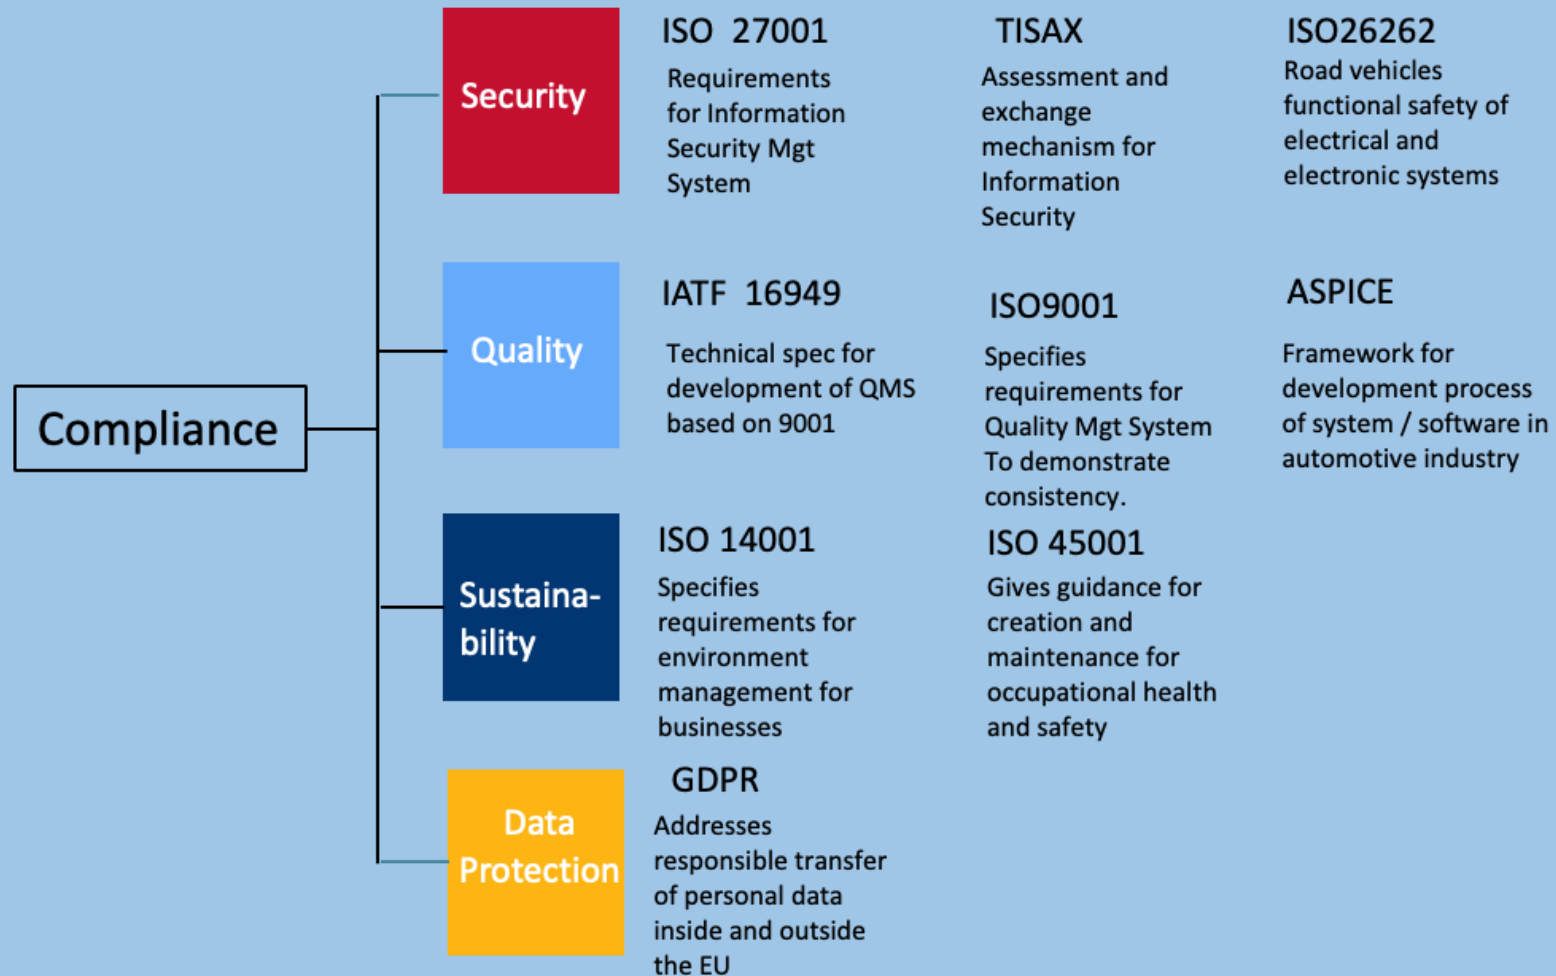 Compliance
Security
ISO  27001
Requirements
for Information
Security Mgt
System
TISAX
Assessment and
exchange
mechanism for
Information
Security
ISO26262
Road vehicles
functional safety of
electrical and
electronic systems
Quality
IATF  16949
Technical spec for
development of QMS
based on 9001
ISO9001
Specifies
requirements for
Quality Mgt System
To demonstrate
consistency.
ASPICE
Framework for
development process
of system / software in
automotive industry
Sustaina-
bility
ISO 14001
Specifies
requirements for
environment
management for
businesses
ISO 45001
Gives guidance for
creation and
maintenance for
occupational health
and safety
Data
Protection
GDPR
Addresses
responsible transfer
of personal data
inside and outside
the EU